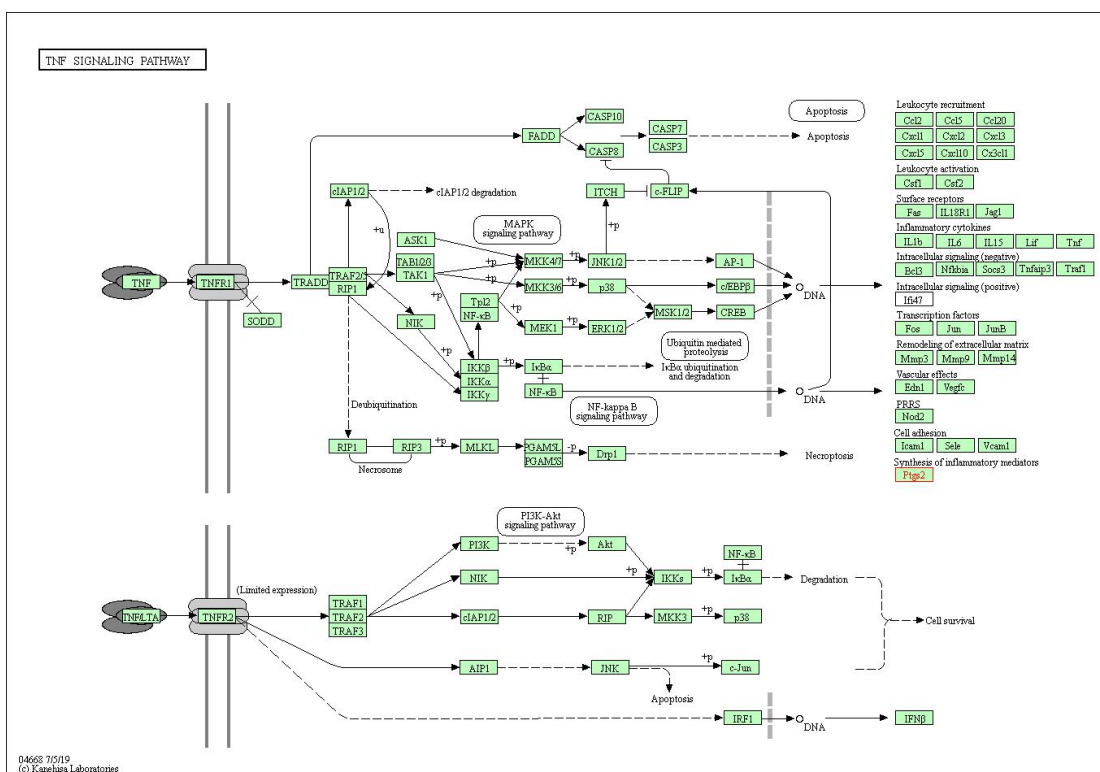 TNF SIGNALING PATHWAY
Apoptosis
CASP10
FADD
CASP7
CASP3
Apoptosis
CASP8
cIAP1/2
cIAP1/2 degradation
ITCH
c-FLIP
+u
+p
MAPK
signaling pathway
ASK1
TAB1/2/3
TAK1
+p
+p
MKK4/7
+p
JNK1/2
AP-1
TNF
TNFR1
TRADD
TRAF2/5
RIP1
MKK3/6
+p
p38
c/EBPβ
DNA
SODD
NIK
+p
Tpl2
NF-κB
+p
MEK1
+p
ERK1/2
MSK1/2
CREB
+p
+p
IKKβ
IKKα
IKKγ
+p
IκBα
IκBα ubiquitination
and degradation
Ubiquitin mediated
proteolysis
NF-κB
DNA
NF-kappa B
signaling pathway
Deubiquitination
RIP1
RIP3
+p
MLKL
PGAM5L
PGAM5S
-p
Drp1
Necroptosis
Necrosome
Leukocyte recruitment
Ccl2 Ccl5 Ccl20
Cxcl1 Cxcl2 Cxcl3
Cxcl5 Cxcl10 Cx3cl1
Leukocyte activation
Csf1 Csf2
Surface receptors
Fas IL18R1 Jag1
Inflammatory cytokines
IL1b IL6 IL15 Lif Tnf
Intracellular signaling (negative)
Bcl3 Nfkbia Socs3 Tnfaip3 Traf1
Intracellular signaling (positive)
Ifi47
Transcription factors
Fos Jun JunB
Remodeling of extracellular matrix
Mmp3 Mmp9 Mmp14
Vascular effects
Edn1 Vegfc
PRRS
Nod2
Cell adhesion
Icam1 Sele Vcam1
Synthesis of inflammatory mediators
Ptgs2
PI3K-Akt
signaling pathway
PI3K
+p
Akt
NF-κB
(Limited expression)
NIK
+p
IKKs
+p
IκBα
Degradation
TNF/LTA
TNFR2
TRAF1
TRAF2
TRAF3
cIAP1/2
RIP
MKK3
+p
p38
Cell survival
AIP1
JNK
+p
c-Jun
Apoptosis
IRF1
DNA
IFNβ
04668 7/5/19
(c) Kanehisa Laboratories